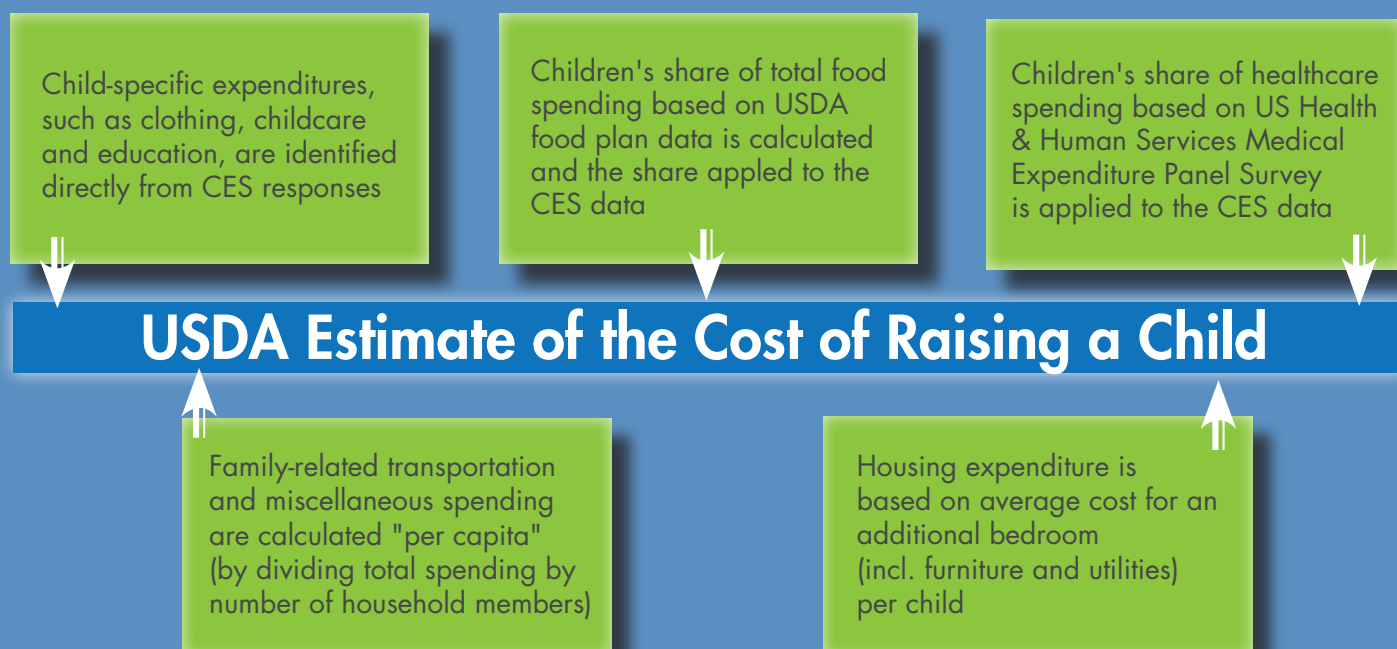 Child-specific expenditures,
such as clothing, childcare
and education, are identified
directly from CES responses
Children's share of total food
spending based on USDA
food plan data is calculated
and the share appled to the
CES data
Children's share of healthcare
spending based on US Health
& Human Services Medical
Expenditure Panel Survey
is applied to the CES data
USDA Estimate of the Cost of Raising a Child
Family-related transportation
and miscellaneous spending
are calculated "per capita"
(by dividing total spending by
number of household members)
Housing expenditure is
based on average cost for an
additional bedroom
(incl. furniture and utilities)
per child